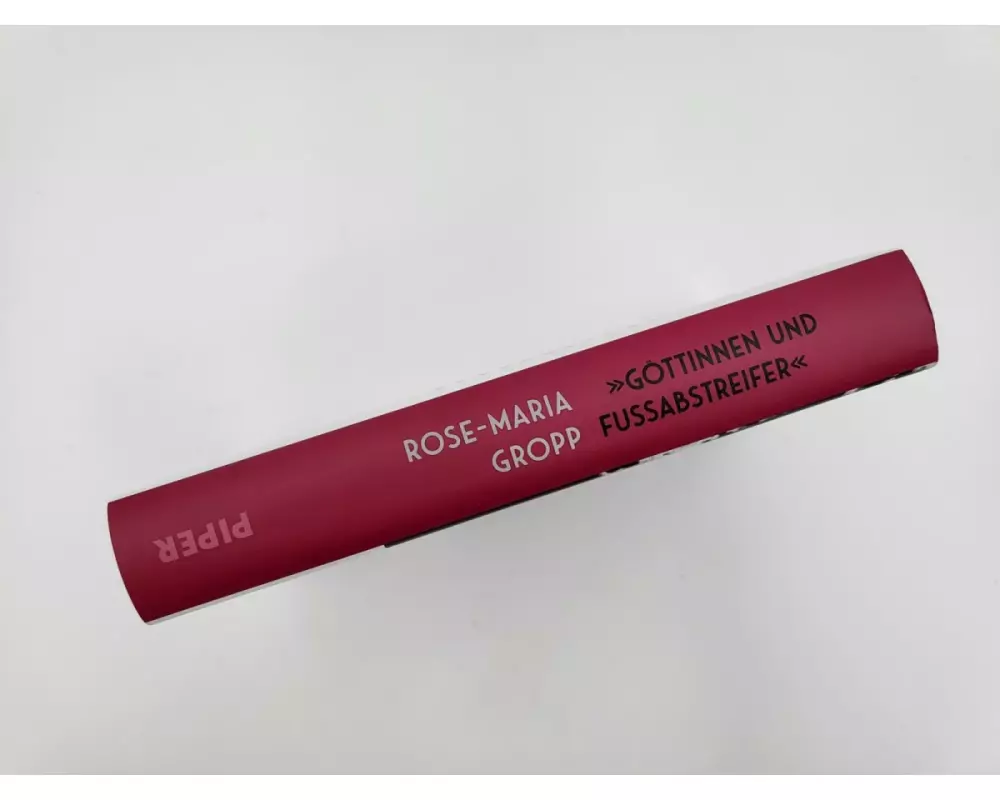 ROSE-MARIA
GROPP
»GÖTTINNEN UND
FUSSABSTREIFER«
PIPER